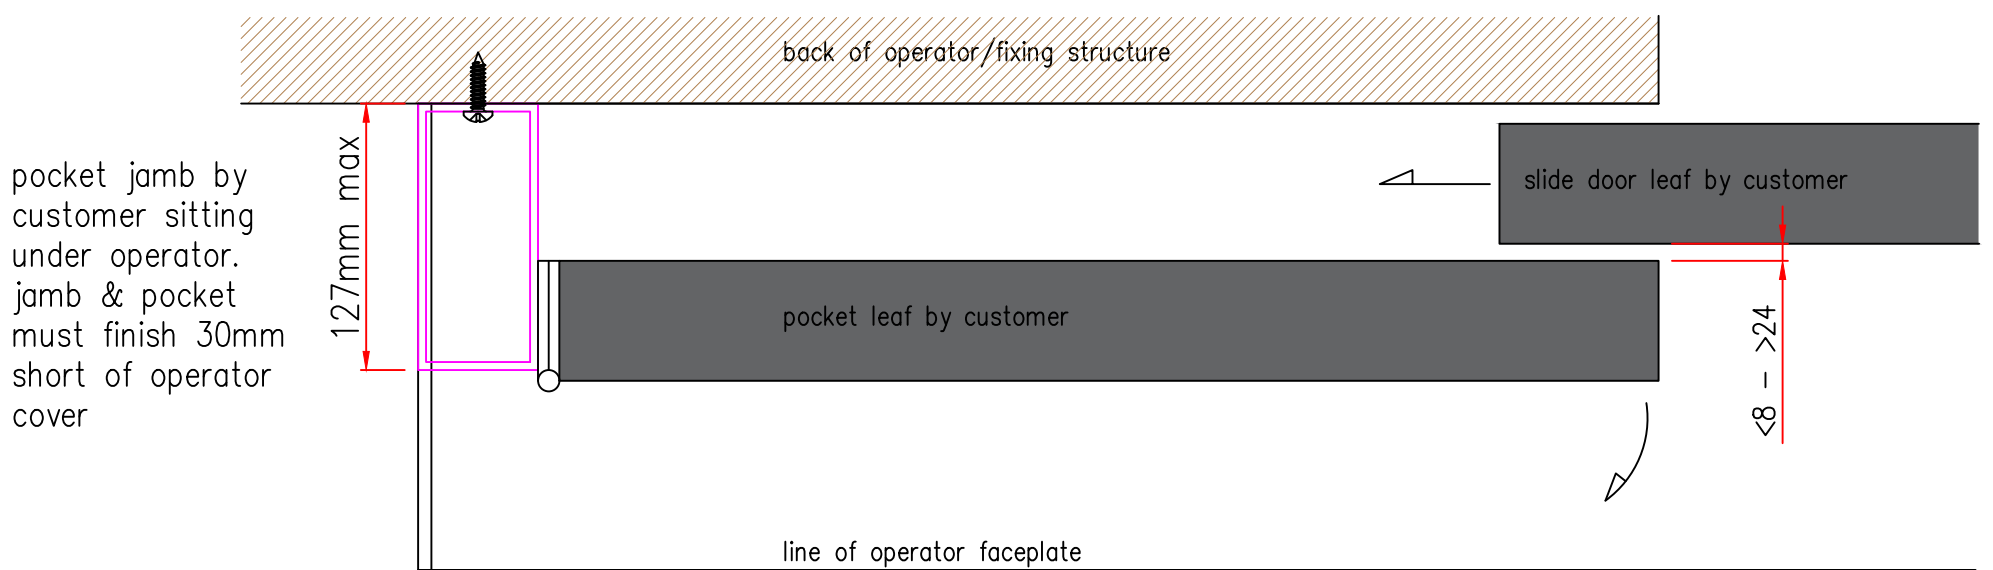 back of operator/fixing structure
pocket jamb by
customer sitting
under operator.
jamb & pocket
must finish 30mm
short of operator
cover
127mm max
slide door leaf by customer
pocket leaf by customer
<8 - >24
line of operator faceplate